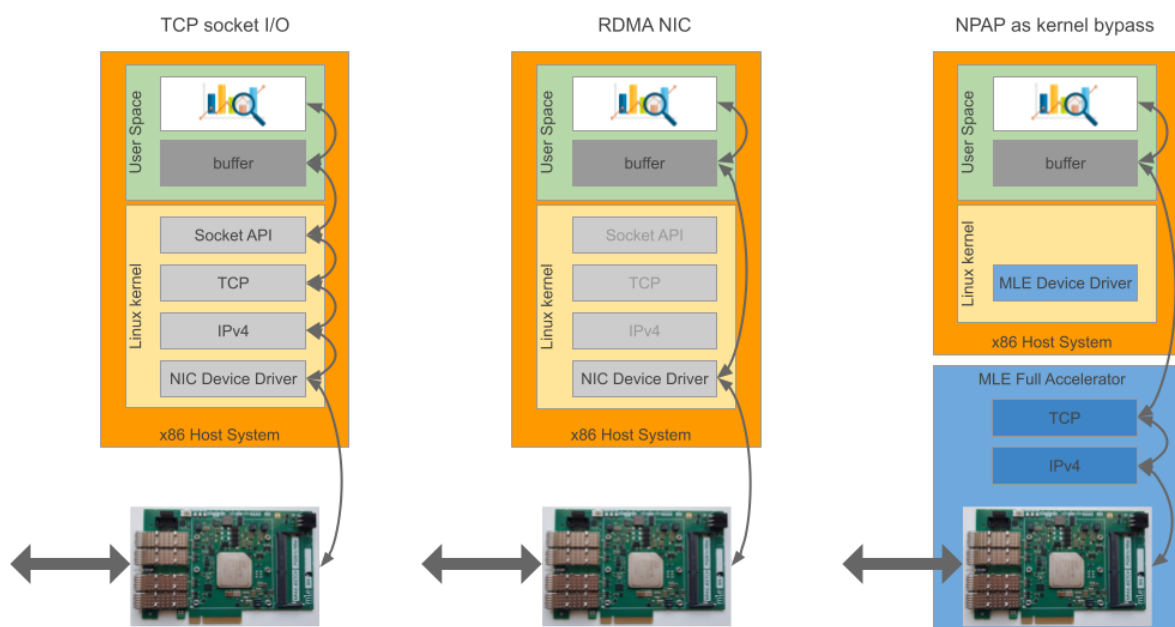 TCP socket I/O
User Space
buffer
Linux kernel
Socket API
TCP
IPv4
NIC Device Driver
x86 Host System
RDMA NIC
User Space
buffer
Linux kernel
Socket API
TCP
IPv4
NIC Device Driver
x86 Host System
NPAP as kernel bypass
User Space
buffer
Linux kernel
MLE Device Driver
x86 Host System
MLE Full Accelerator
TCP
IPv4